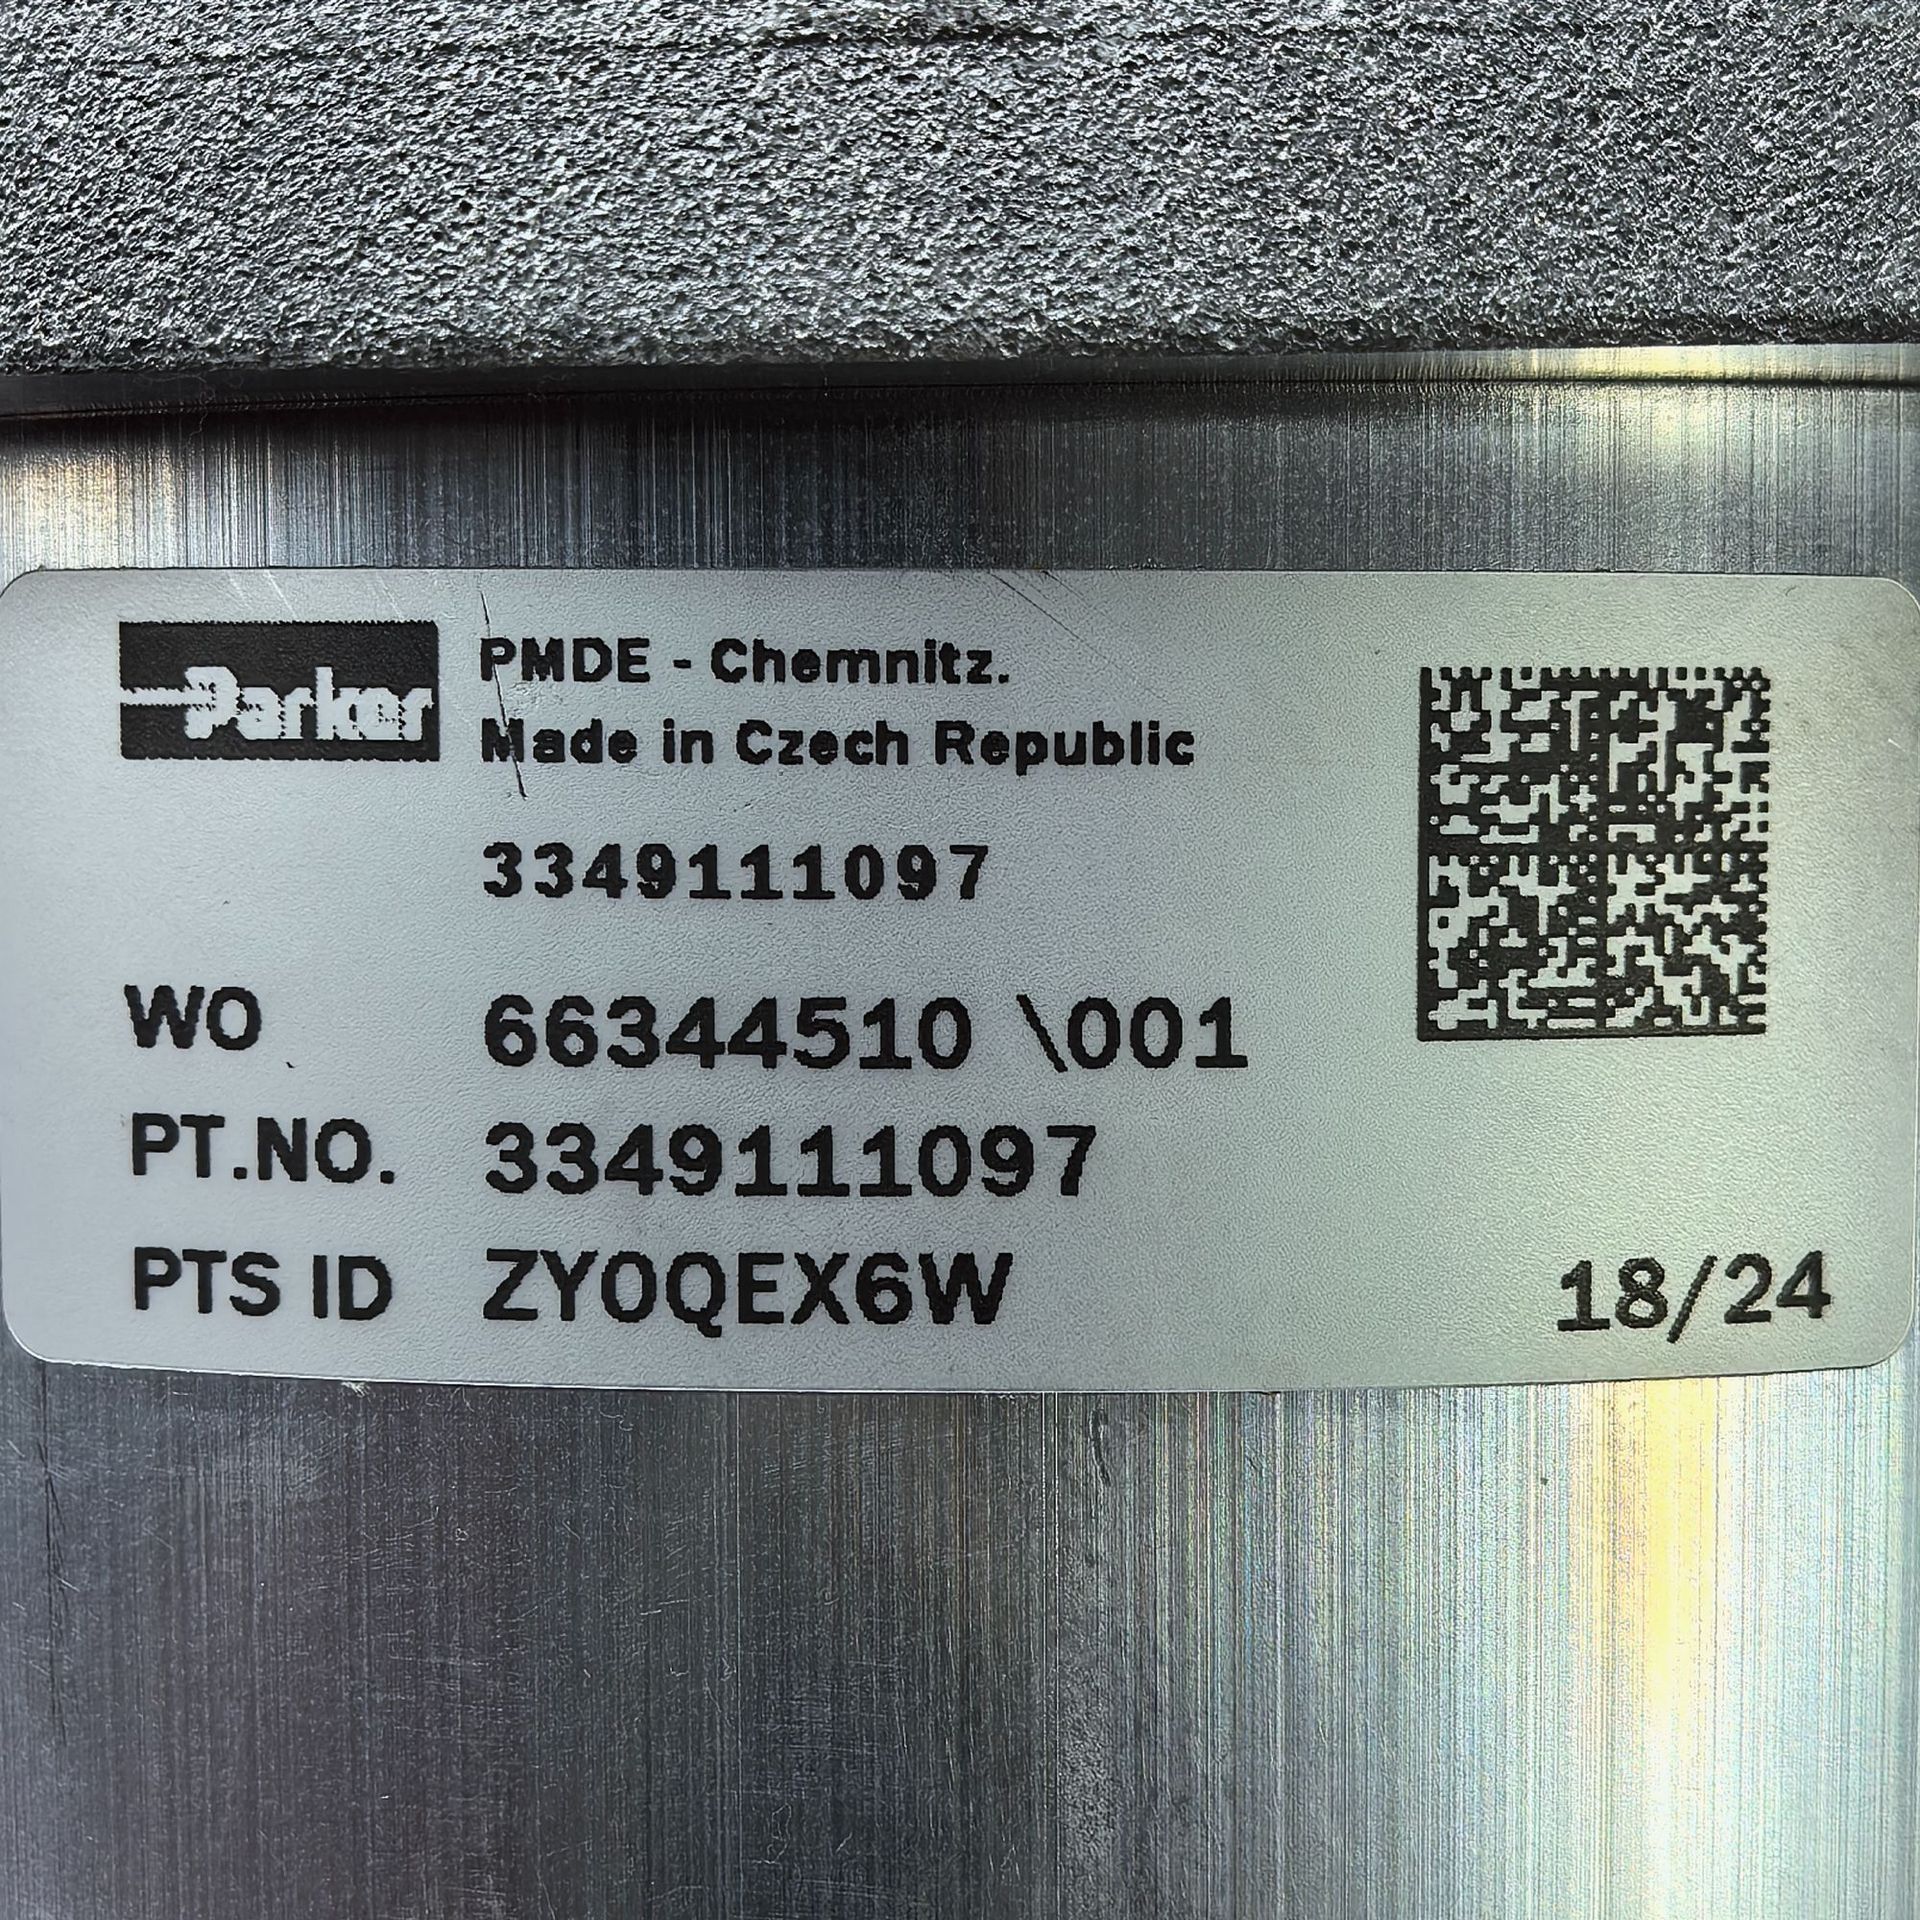 Parker
PMDE - Chemnitz.
Made in Czech Republic
3349111097
WO 66344510 \001
PT.NO. 3349111097
PTS ID ZY0QEX6W 18/24